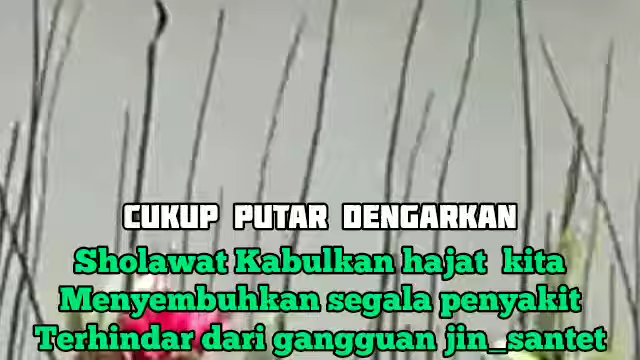 CUKUP PUTAR DENGARKAN
Sholawat Kabulkan hajat kita
Menyembuhkan segala penyakit
Terhindar dari gangguan jin_santet